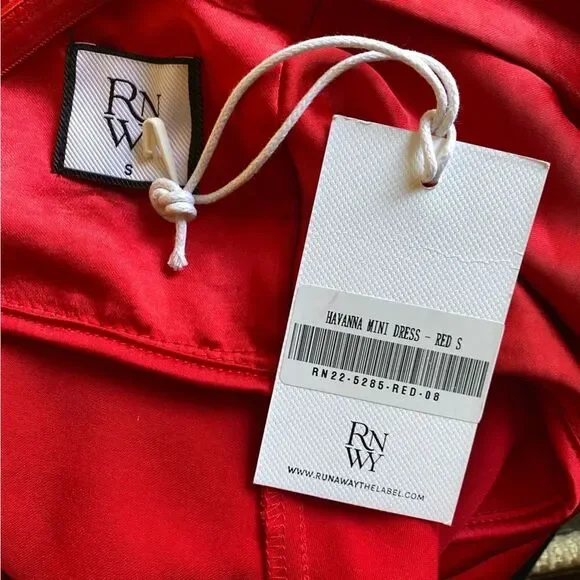 RN
WY
S
HAVANNA MINI DRESS - RED S
RN22-5285-RED-08
RN
WY
WWW.RUNAWAYTHELABEL.COM